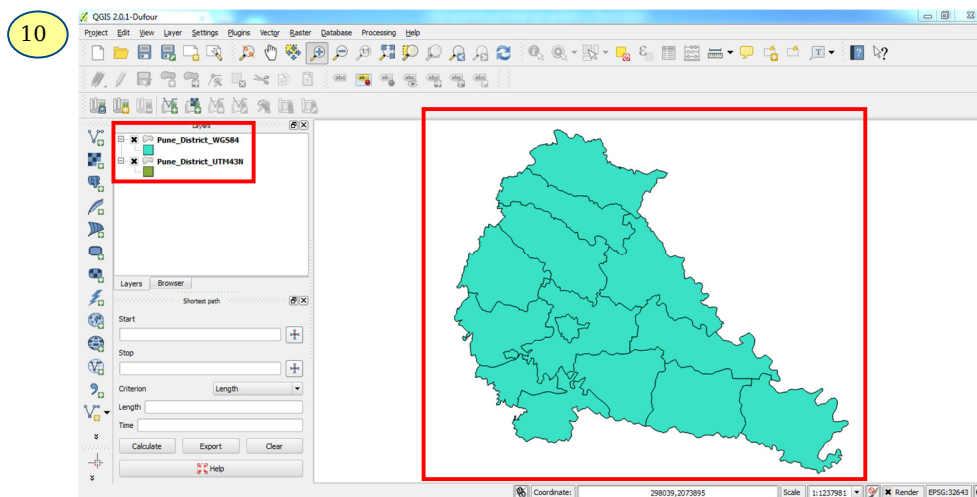 10
QGIS 2.0.1-Dufour
Project Edit View Layer Settings Plugins Vector Raster Database Processing Help
Layers
Pune_District_WGS84
Pune_District_UTM43N
Layers Browser
Shortest path
Start
Stop
Criterion Length
Length
Time
Calculate Export Clear
Help
Coordinate: 298039,2073895 Scale 1:1237981 Render EPSG:32643